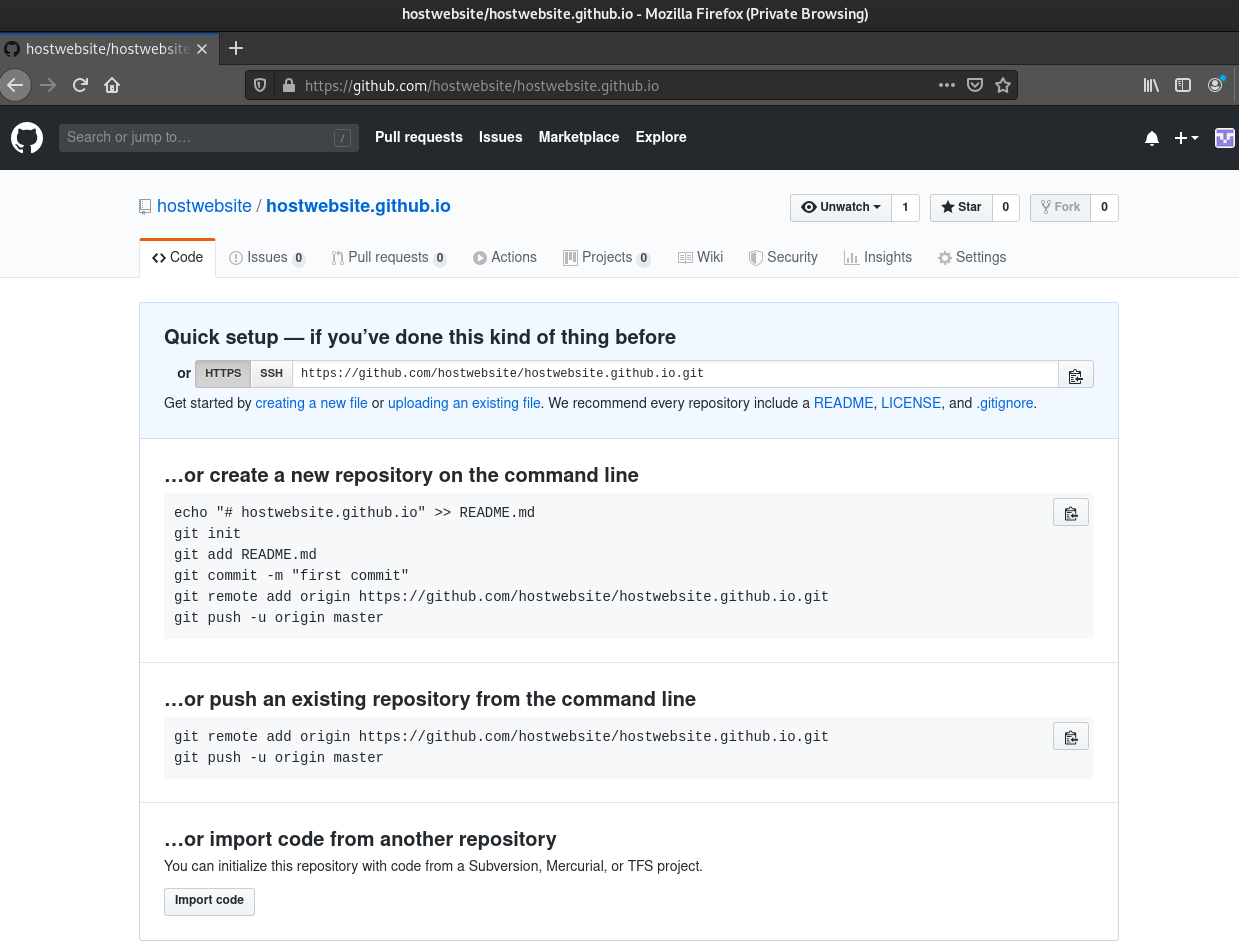 hostwebsite/hostwebsite.github.io - Mozilla Firefox (Private Browsing)
hostwebsite/hostwebsite
https://github.com/hostwebsite/hostwebsite.github.io
Search or jump to… / Pull requests Issues Marketplace Explore
hostwebsite / hostwebsite.github.io Unwatch 1 Star 0 Fork 0
Code Issues 0 Pull requests 0 Actions Projects 0 Wiki Security Insights Settings
Quick setup — if you’ve done this kind of thing before
or HTTPS SSH https://github.com/hostwebsite/hostwebsite.github.io.git
Get started by creating a new file or uploading an existing file. We recommend every repository include a README, LICENSE, and .gitignore.
…or create a new repository on the command line
echo "# hostwebsite.github.io" >> README.md
git init
git add README.md
git commit -m "first commit"
git remote add origin https://github.com/hostwebsite/hostwebsite.github.io.git
git push -u origin master
…or push an existing repository from the command line
git remote add origin https://github.com/hostwebsite/hostwebsite.github.io.git
git push -u origin master
…or import code from another repository
You can initialize this repository with code from a Subversion, Mercurial, or TFS project.
Import code